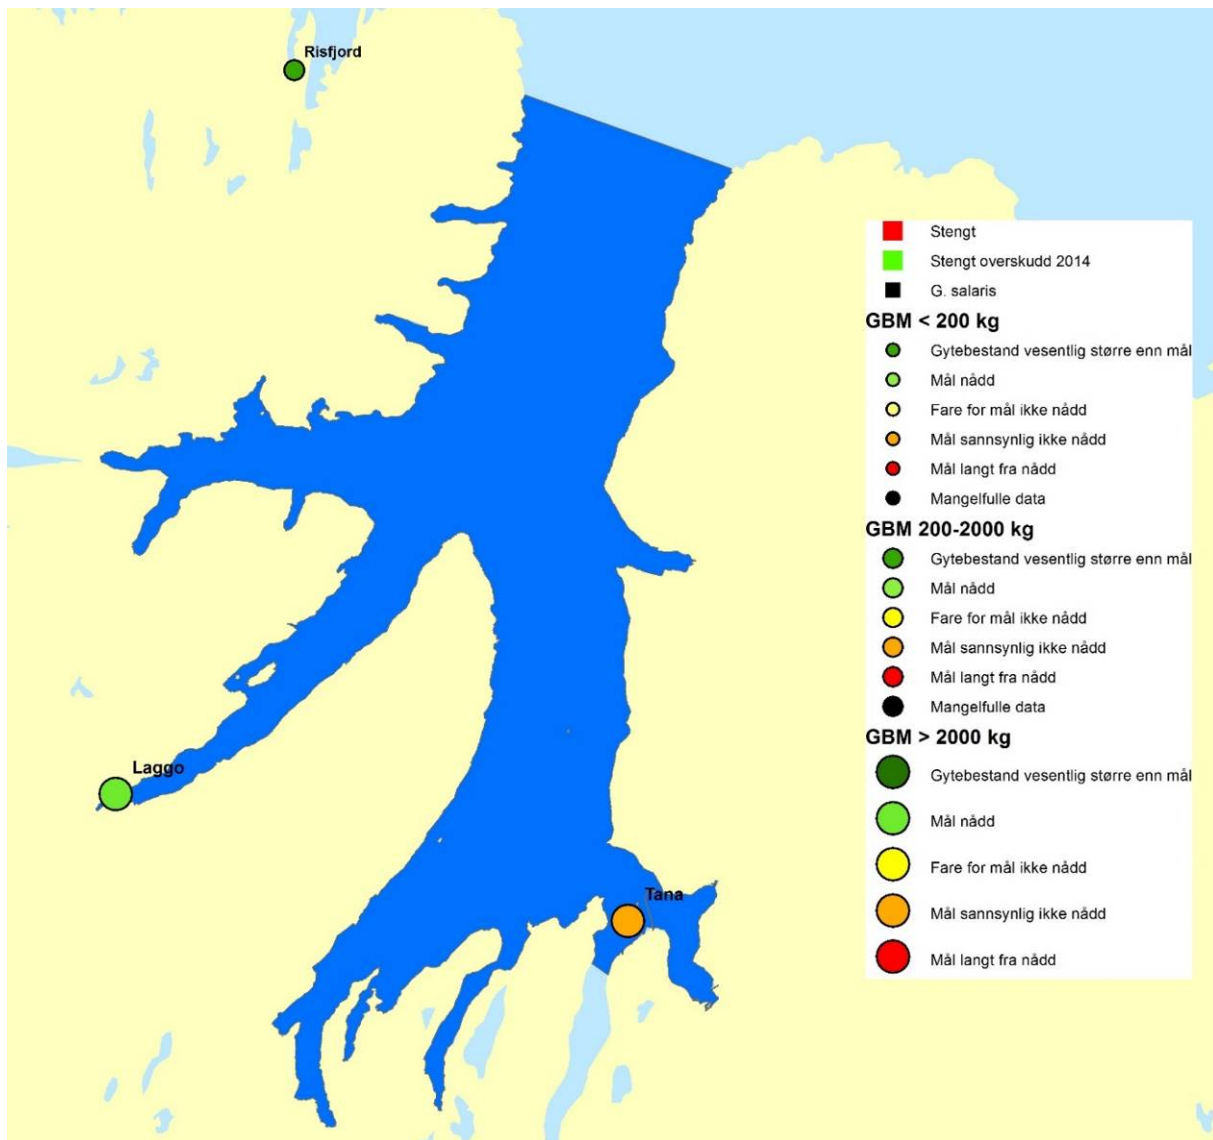 Risfjord
Stengt
Stengt overskudd 2014
G. salaris
GBM < 200 kg
Gytebestand vesentlig større enn mål
Mål nådd
Fare for mål ikke nådd
Mål sannsynlig ikke nådd
Mål langt fra nådd
Mangelfulle data
GBM 200-2000 kg
Gytebestand vesentlig større enn mål
Mål nådd
Fare for mål ikke nådd
Mål sannsynlig ikke nådd
Mål langt fra nådd
Mangelfulle data
GBM > 2000 kg
Gytebestand vesentlig større enn mål
Mål nådd
Fare for mål ikke nådd
Mål sannsynlig ikke nådd
Mål langt fra nådd
Laggo
Tana